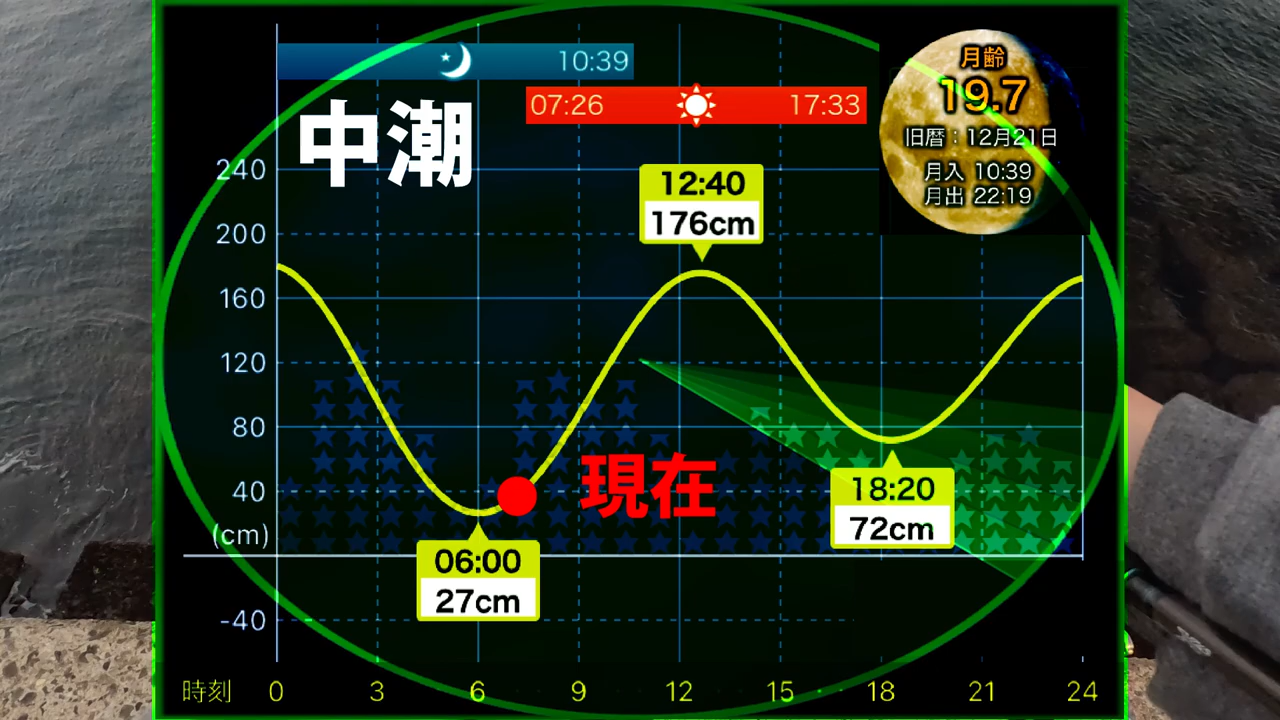 10:39
07:26 17:33
中潮
月齢
19.7
旧暦：12月21日
月入 10:39
月出 22:19
240
200
160
120
80
40
(cm)
-40
12:40
176cm
現在
18:20
72cm
06:00
27cm
時刻 0 3 6 9 12 15 18 21 24